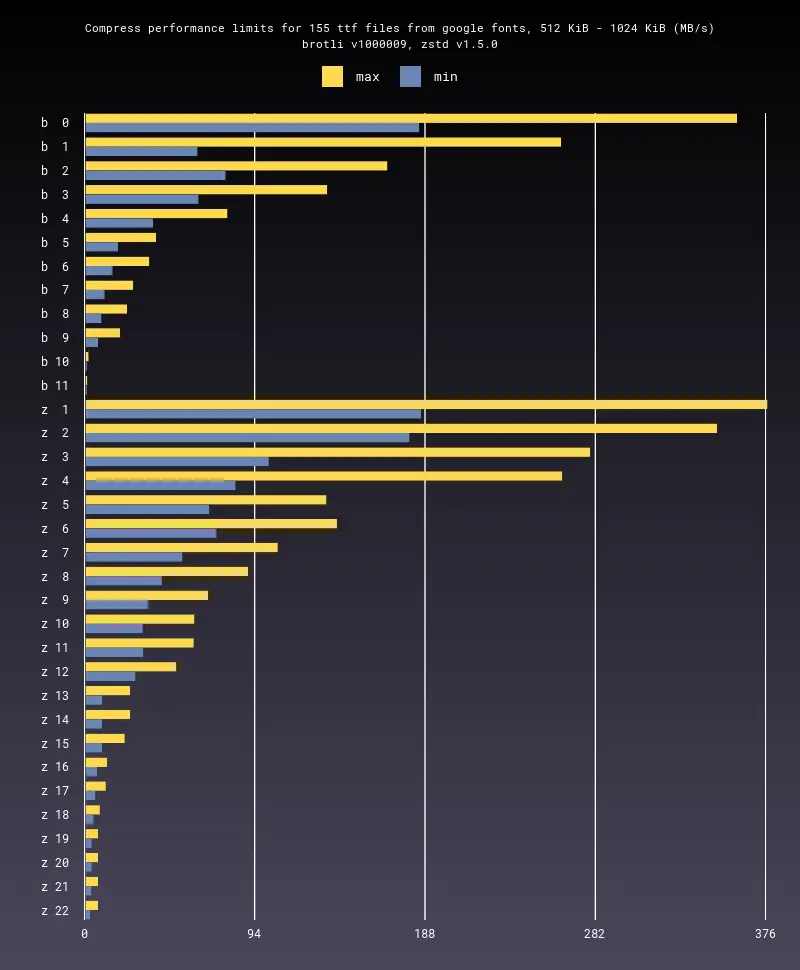 Compress performance limits for 155 ttf files from google fonts, 512 KiB - 1024 KiB (MB/s)
brotli v1000009, zstd v1.5.0
max min
b 0
b 1
b 2
b 3
b 4
b 5
b 6
b 7
b 8
b 9
b 10
b 11
z 1
z 2
z 3
z 4
z 5
z 6
z 7
z 8
z 9
z 10
z 11
z 12
z 13
z 14
z 15
z 16
z 17
z 18
z 19
z 20
z 21
z 22
0 94 188 282 376